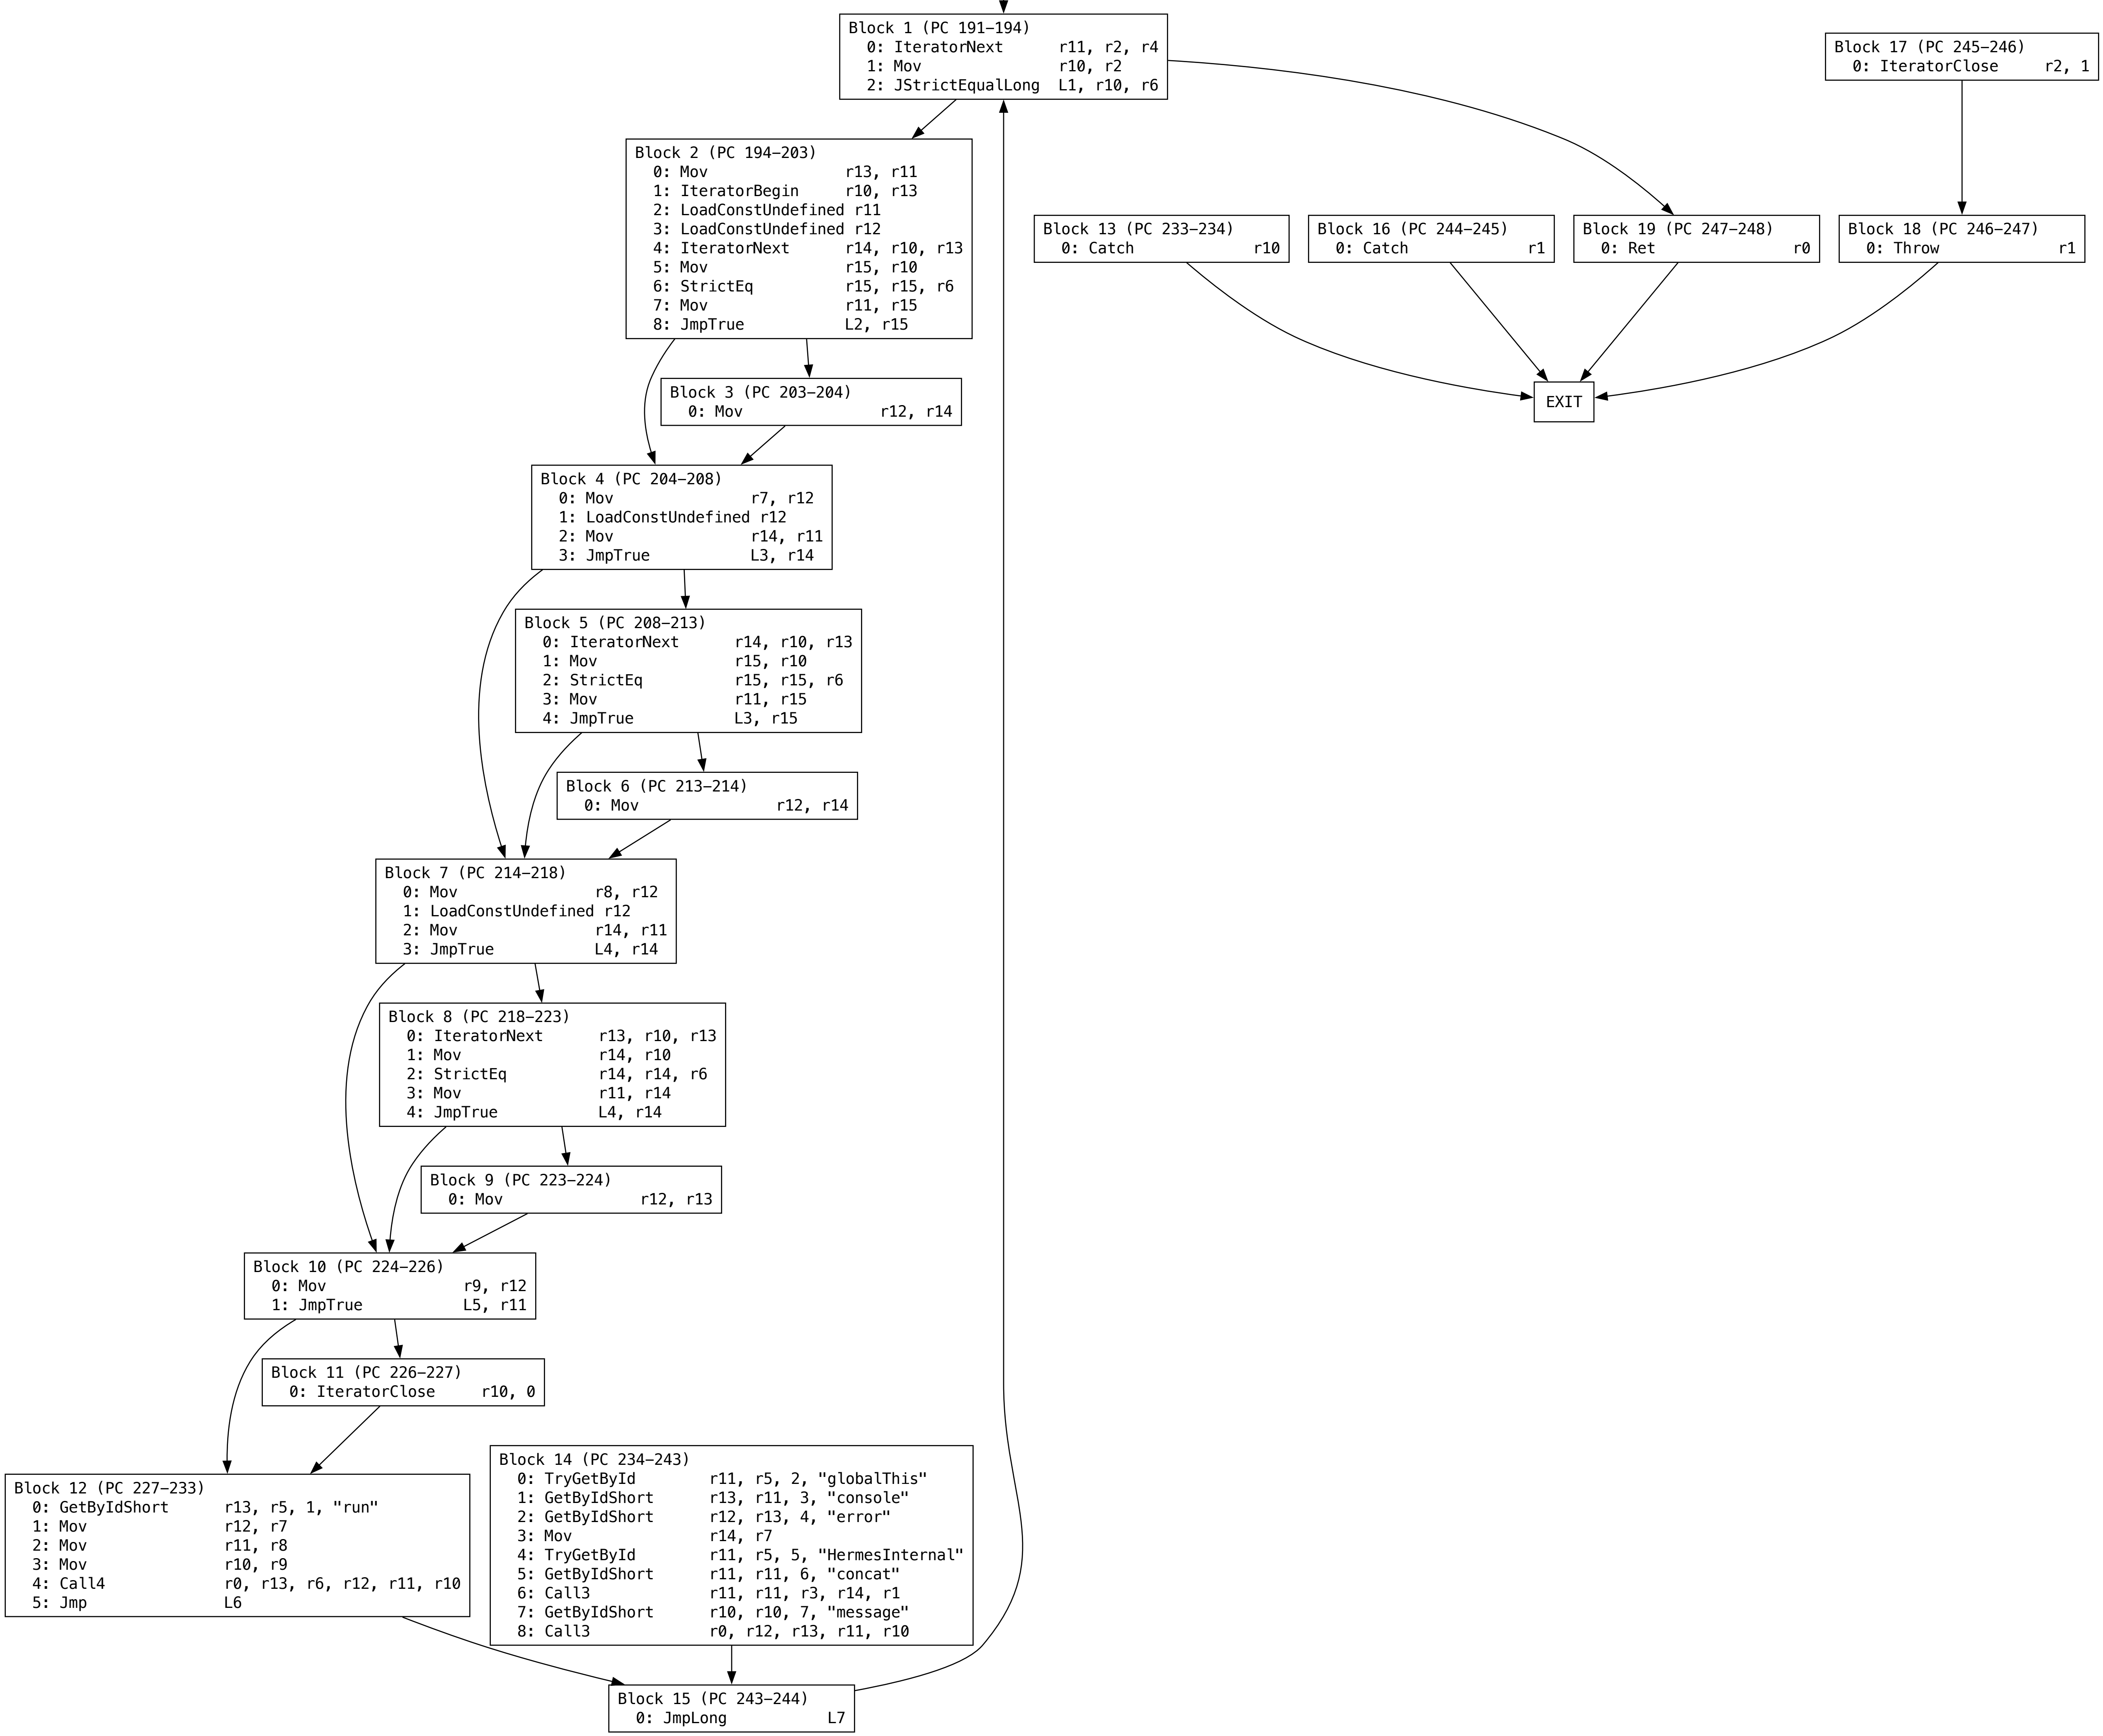 Block 1 (PC 191–194)
0: IteratorNext r11, r2, r4
1: Mov r10, r2
2: JStrictEqualLong L1, r10, r6
Block 17 (PC 245–246)
0: IteratorClose r2, 1
Block 2 (PC 194–203)
0: Mov r13, r11
1: IteratorBegin r10, r13
2: LoadConstUndefined r11
3: LoadConstUndefined r12
4: IteratorNext r14, r10, r13
5: Mov r15, r10
6: StrictEq r15, r15, r6
7: Mov r11, r15
8: JmpTrue L2, r15
Block 13 (PC 233–234)
0: Catch r10
Block 16 (PC 244–245)
0: Catch r1
Block 19 (PC 247–248)
0: Ret r0
Block 18 (PC 246–247)
0: Throw r1
EXIT
Block 3 (PC 203–204)
0: Mov r12, r14
Block 4 (PC 204–208)
0: Mov r7, r12
1: LoadConstUndefined r12
2: Mov r14, r11
3: JmpTrue L3, r14
Block 5 (PC 208–213)
0: IteratorNext r14, r10, r13
1: Mov r15, r10
2: StrictEq r15, r15, r6
3: Mov r11, r15
4: JmpTrue L3, r15
Block 6 (PC 213–214)
0: Mov r12, r14
Block 7 (PC 214–218)
0: Mov r8, r12
1: LoadConstUndefined r12
2: Mov r14, r11
3: JmpTrue L4, r14
Block 8 (PC 218–223)
0: IteratorNext r13, r10, r13
1: Mov r14, r10
2: StrictEq r14, r14, r6
3: Mov r11, r14
4: JmpTrue L4, r14
Block 9 (PC 223–224)
0: Mov r12, r13
Block 10 (PC 224–226)
0: Mov r9, r12
1: JmpTrue L5, r11
Block 11 (PC 226–227)
0: IteratorClose r10, 0
Block 12 (PC 227–233)
0: GetByIdShort r13, r5, 1, "run"
1: Mov r12, r7
2: Mov r11, r8
3: Mov r10, r9
4: Call4 r0, r13, r6, r12, r11, r10
5: Jmp L6
Block 14 (PC 234–243)
0: TryGetById r11, r5, 2, "globalThis"
1: GetByIdShort r13, r11, 3, "console"
2: GetByIdShort r12, r13, 4, "error"
3: Mov r14, r7
4: TryGetById r11, r5, 5, "HermesInternal"
5: GetByIdShort r11, r11, 6, "concat"
6: Call3 r11, r11, r3, r14, r1
7: GetByIdShort r10, r10, 7, "message"
8: Call3 r0, r12, r13, r11, r10
Block 15 (PC 243–244)
0: JmpLong L7